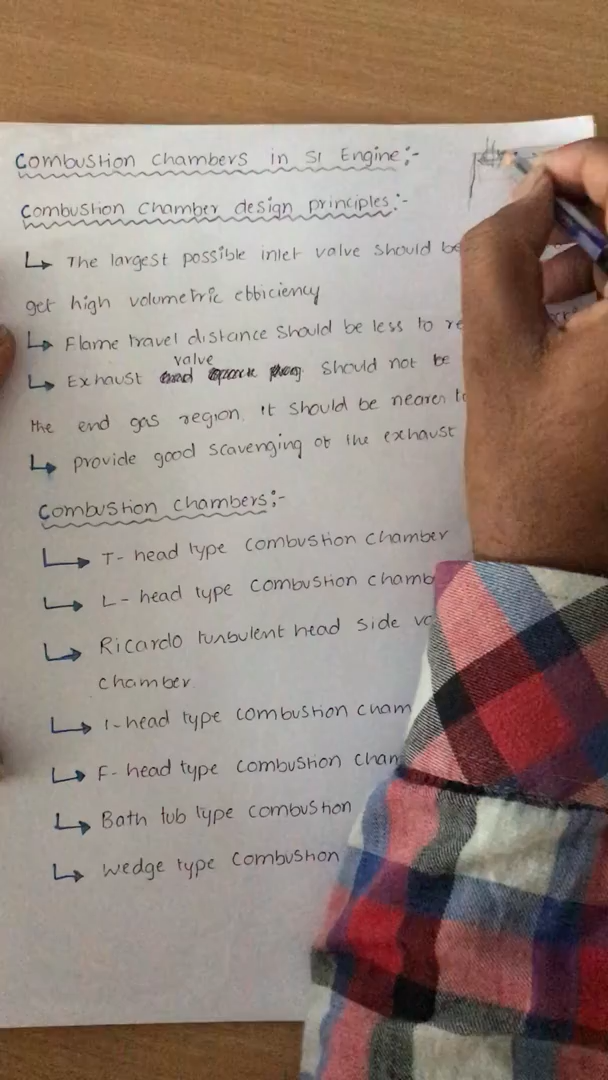 Combustion Chambers in SI Engine:-
Combustion Chamber design principles:-
↳ The largest possible inlet valve should be
get high volumetric efficiency
↳ Flame travel distance should be less to
valve
↳ Exhaust should not be
the end gas region. It should be nearer
↳ provide good scavenging of the exhaust
Combustion chambers:-
↳ T- head type combustion chamber
↳ L- head type combustion
↳ Ricardo turbulent head side
chamber
↳ I-head type combustion
↳ F- head type combustion
↳ Bath tub type combustion
↳ Wedge type combustion